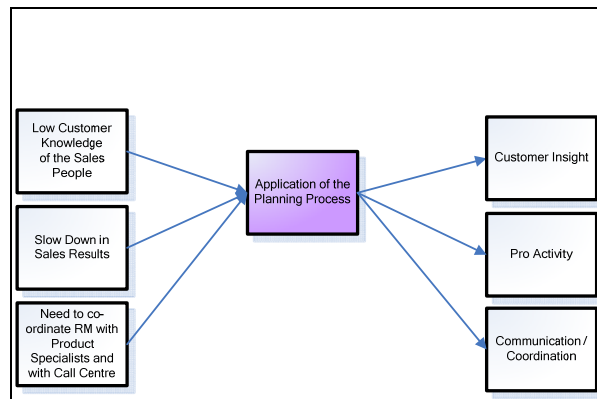 Low Customer
Knowledge
of the Sales
People
Slow Down in
Sales Results
Need to co-
ordinate RM with
Product
Specialists and
with Call Centre
Application of the
Planning Process
Customer Insight
Pro Activity
Communication /
Coordination